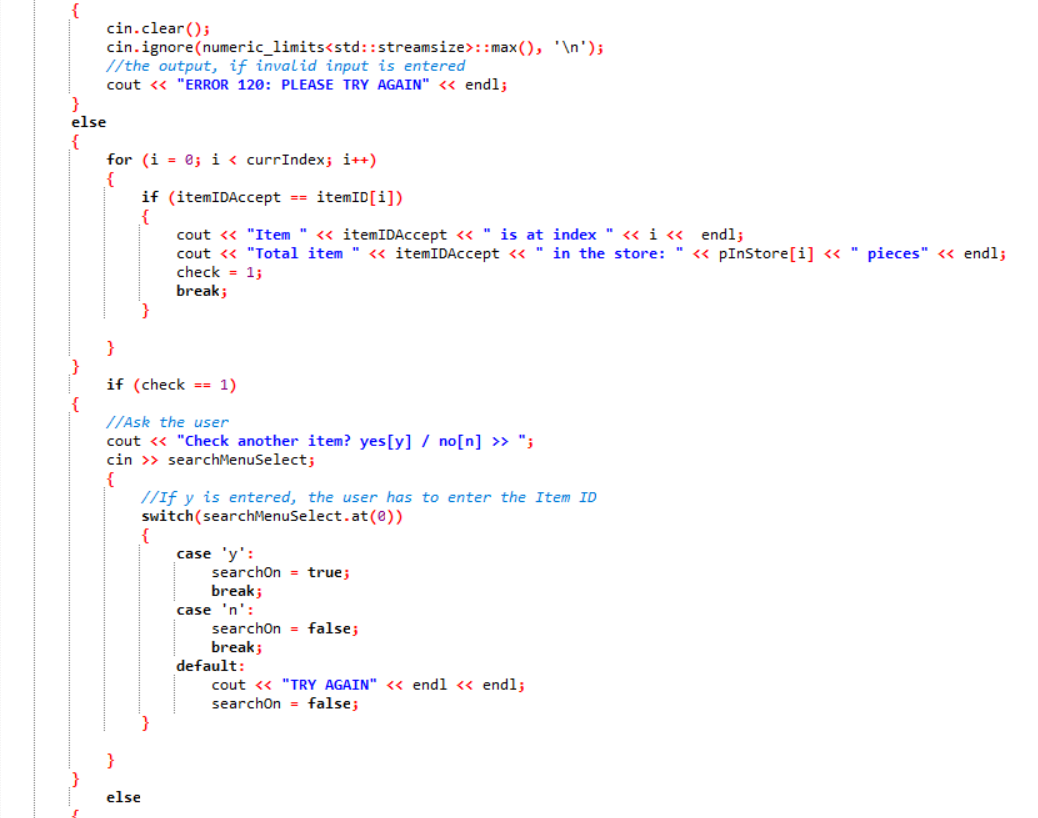 {
cin.clear();
cin.ignore(numeric_limits<std::streamsize>::max(), '\n');
//the output, if invalid input is entered
cout << "ERROR 120: PLEASE TRY AGAIN" << endl;
}
else
{
for (i = 0; i < currIndex; i++)
{
if (itemIDAccept == itemID[i])
{
cout << "Item " << itemIDAccept << " is at index " << i <<  endl;
cout << "Total item " << itemIDAccept << " in the store: " << pInStore[i] << " pieces" << endl;
check = 1;
break;
}
}
}
if (check == 1)
{
//Ask the user
cout << "Check another item? yes[y] / no[n] >> ";
cin >> searchMenuSelect;
{
//If y is entered, the user has to enter the Item ID
switch(searchMenuSelect.at(0))
{
case 'y':
searchOn = true;
break;
case 'n':
searchOn = false;
break;
default:
cout << "TRY AGAIN" << endl << endl;
searchOn = false;
}
}
}
else
{